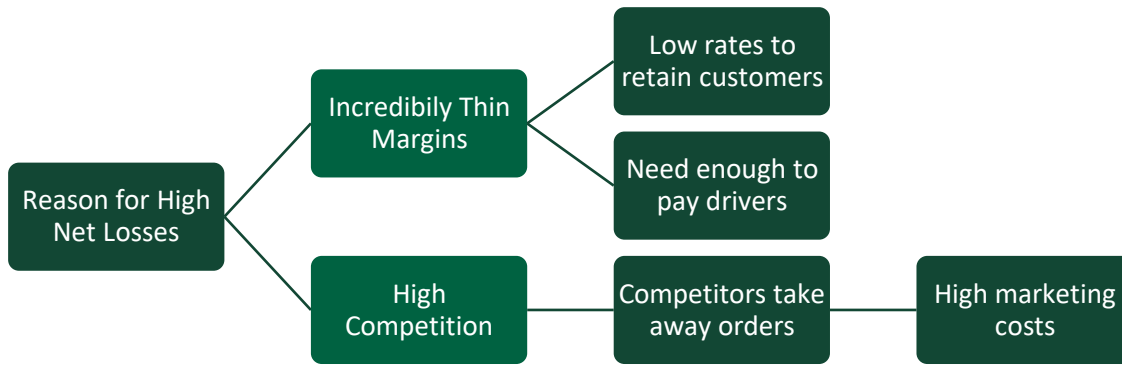 Reason for High
Net Losses
Incredibily Thin
Margins
Low rates to
retain customers
Need enough to
pay drivers
High
Competition
Competitors take
away orders
High marketing
costs